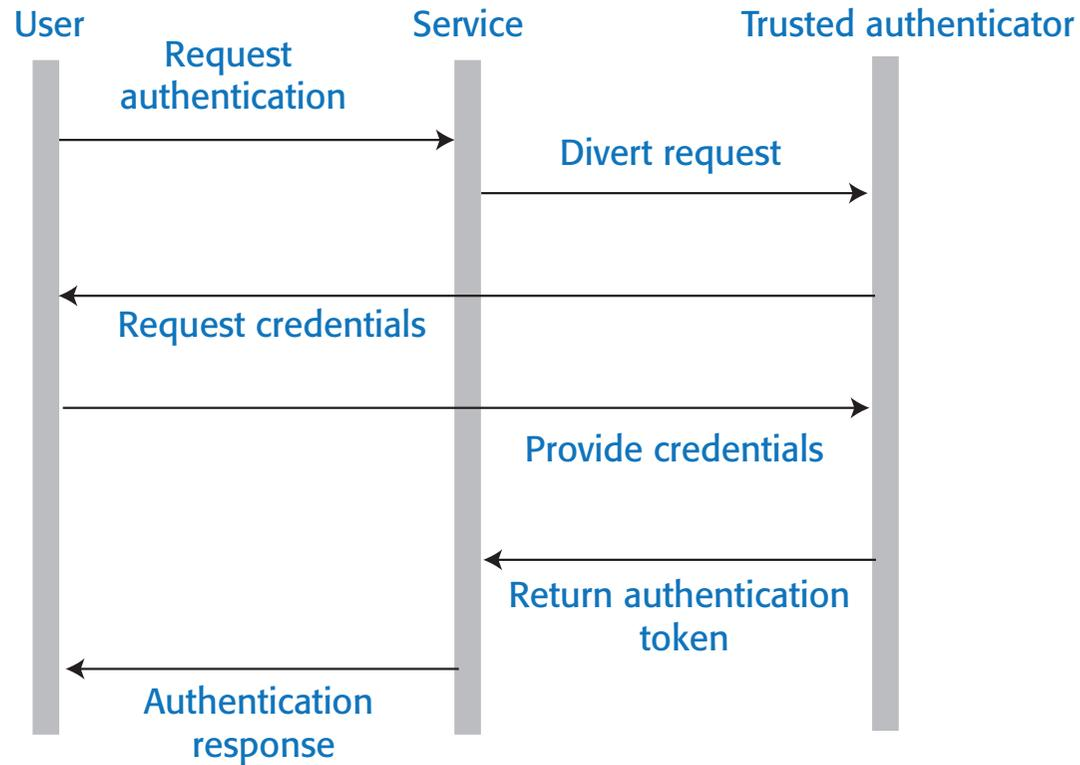 User
Service
Trusted authenticator
Request
authentication
Divert request
Request credentials
Provide credentials
Return authentication
token
Authentication
response